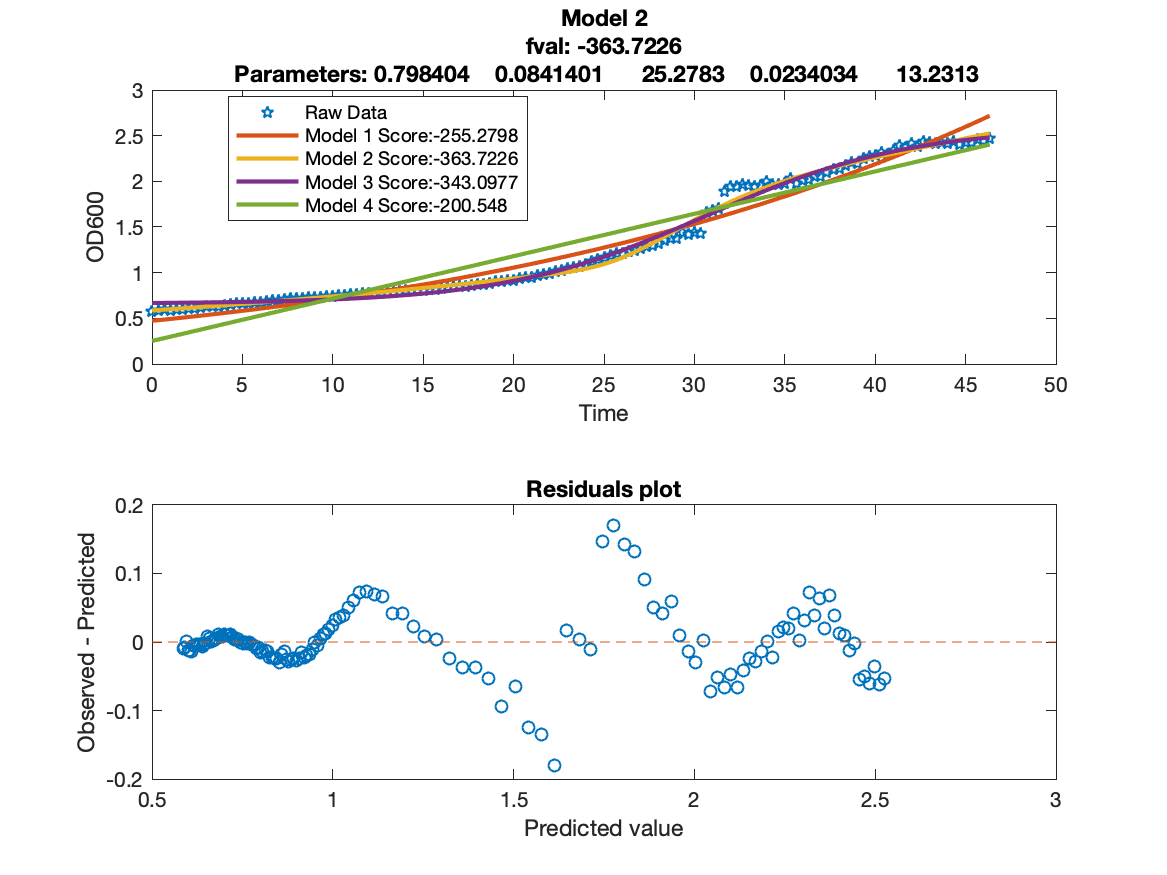 Model 2
fval: -363.7226
Parameters: 0.798404 0.0841401 25.2783 0.0234034 13.2313
3
2.5
2
1.5
1
0.5
0
OD600
Raw Data
Model 1 Score:-255.2798
Model 2 Score:-363.7226
Model 3 Score:-343.0977
Model 4 Score:-200.548
0 5 10 15 20 25 30 35 40 45 50
Time
Residuals plot
0.2
0.1
0
-0.1
-0.2
Observed - Predicted
0.5 1 1.5 2 2.5 3
Predicted value